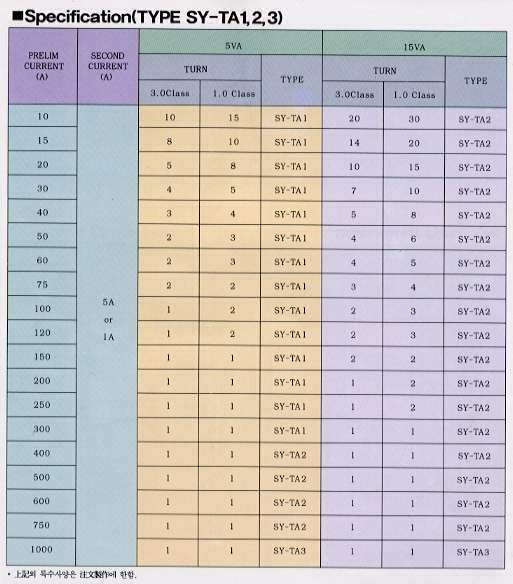 ■Specification(TYPE SY-TA1,2,3)
PRELIM CURRENT (A) SECOND CURRENT (A) 5VA 15VA
TURN TYPE TURN TYPE
3.0Class 1.0 Class 3.0Class 1.0 Class
10 10 15 SY-TA1 20 30 SY-TA2
15 8 10 SY-TA1 14 20 SY-TA2
20 5 8 SY-TA1 10 15 SY-TA2
30 4 5 SY-TA1 7 10 SY-TA2
40 3 4 SY-TA1 5 8 SY-TA2
50 2 3 SY-TA1 4 6 SY-TA2
60 2 3 SY-TA1 4 5 SY-TA2
75 2 2 SY-TA1 3 4 SY-TA2
100 5A or 1A 1 2 SY-TA1 2 3 SY-TA2
120 1 2 SY-TA1 2 3 SY-TA2
150 1 1 SY-TA1 2 2 SY-TA2
200 1 1 SY-TA1 1 2 SY-TA2
250 1 1 SY-TA1 1 2 SY-TA2
300 1 1 SY-TA1 1 1 SY-TA2
400 1 1 SY-TA2 1 1 SY-TA2
500 1 1 SY-TA2 1 1 SY-TA2
600 1 1 SY-TA2 1 1 SY-TA2
750 1 1 SY-TA2 1 1 SY-TA2
1000 1 1 SY-TA3 1 1 SY-TA3
• 上記의 특수사양은 注文製作에 한함.